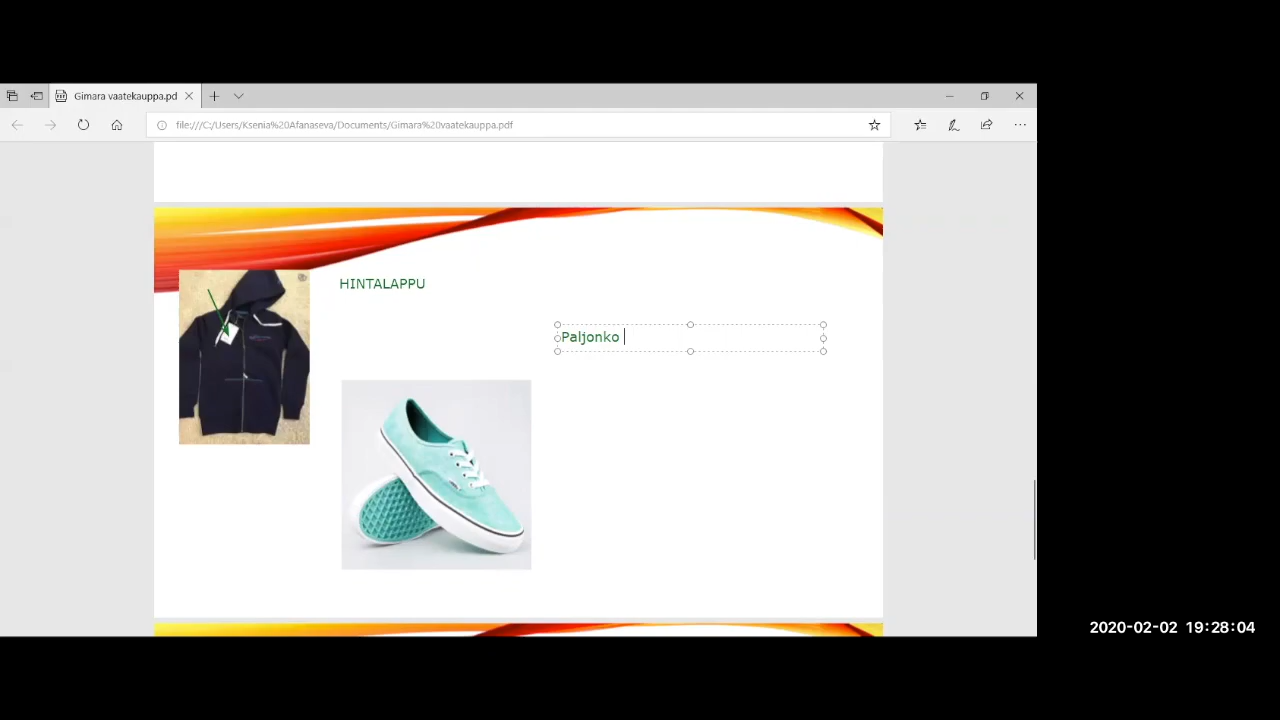 Gimara vaatekauppa.pd
file:///C:/Users/Ksenia%20Afanaseva/Documents/Gimara%20vaatekauppa.pdf
HINTALAPPU
Paljonko
2020-02-02 19:28:04